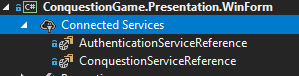 C# ConquestionGame.Presentation.WinForm
Connected Services
AuthenticationServiceReference
ConquestionServiceReference